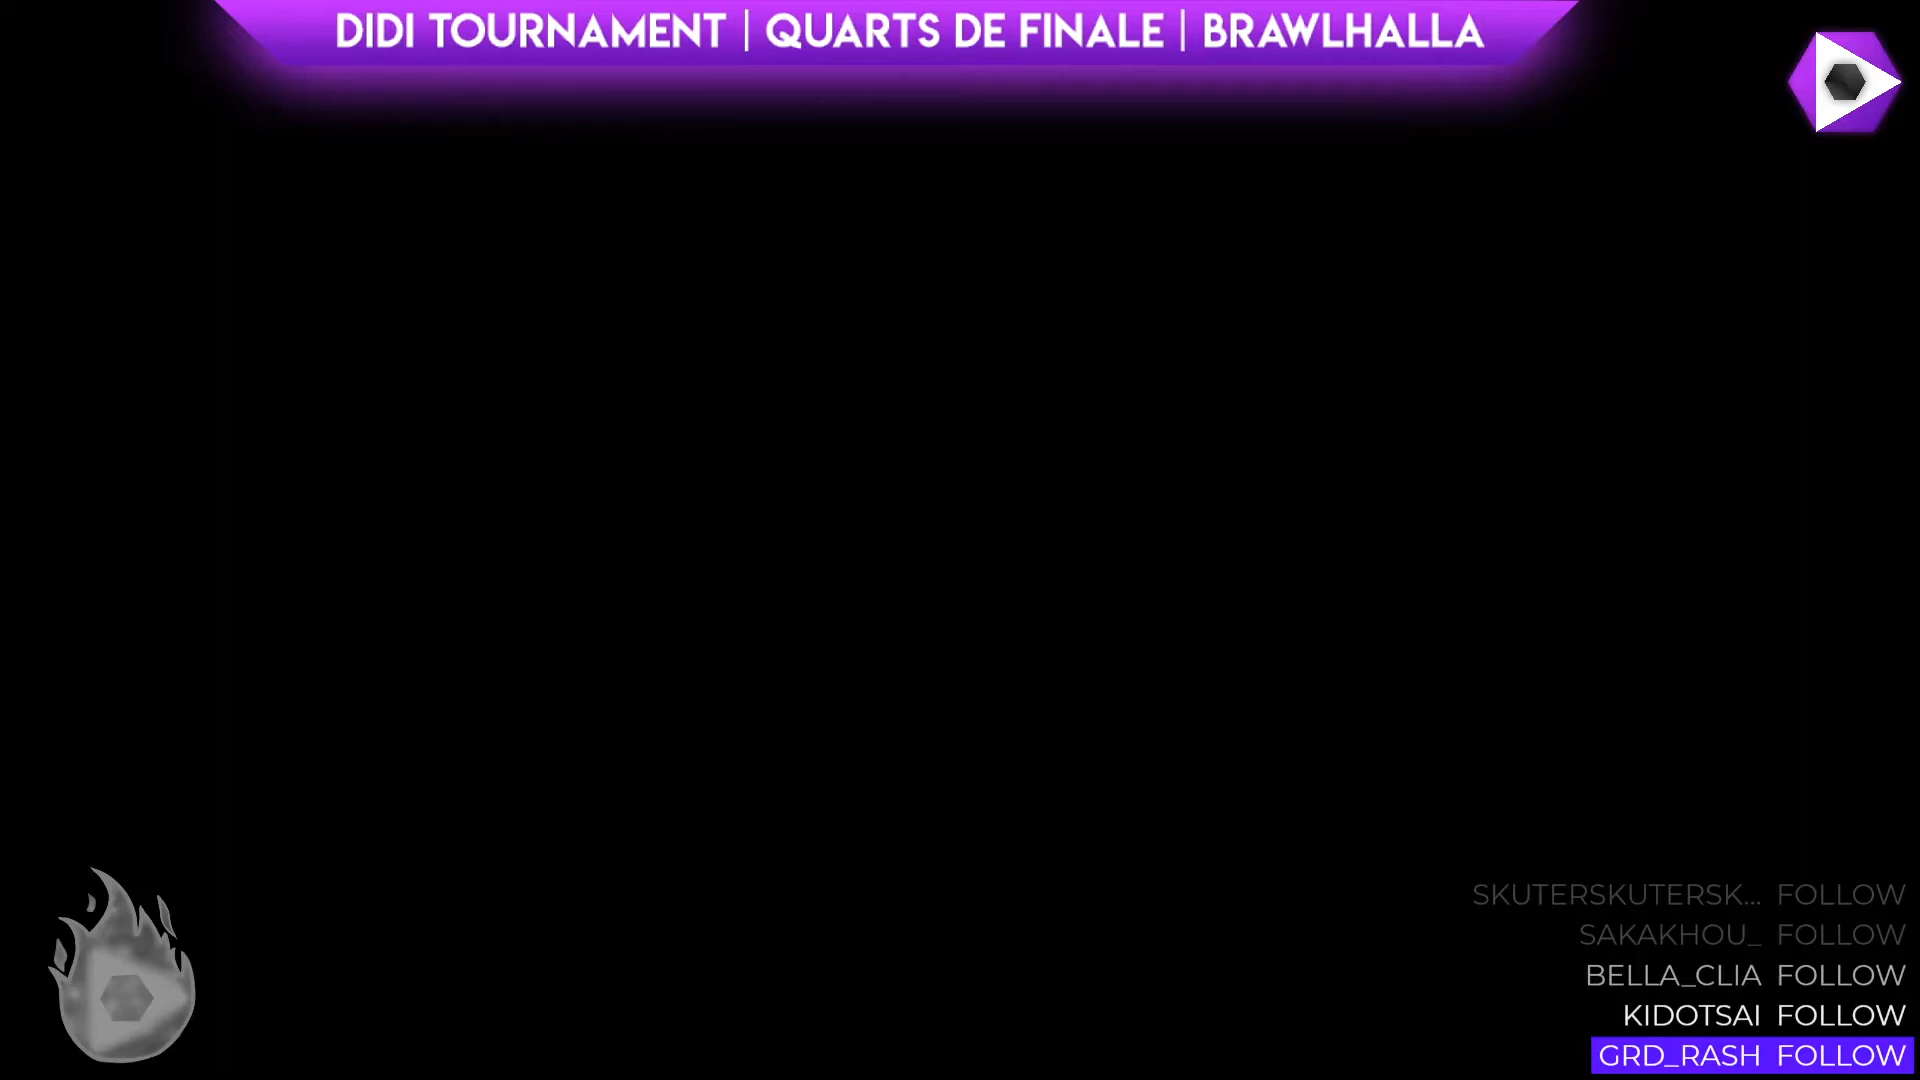 DIDI TOURNAMENT | QUARTS DE FINALE | BRAWLHALLA
SKUTERSKUTERSK... FOLLOW
SAKAKHOU_ FOLLOW
BELLA_CLIA FOLLOW
KIDOTSAI FOLLOW
GRD_RASH FOLLOW